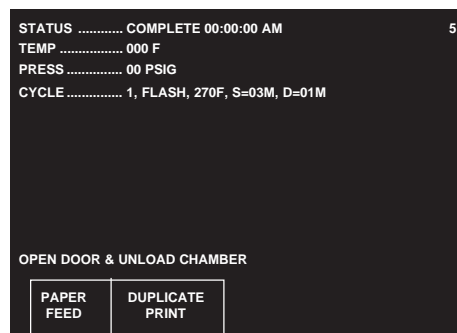 STATUS ............ COMPLETE 00:00:00 AM 5
TEMP ................. 000 F
PRESS ............... 00 PSIG
CYCLE ............... 1, FLASH, 270F, S=03M, D=01M
OPEN DOOR & UNLOAD CHAMBER
PAPER FEED
DUPLICATE PRINT